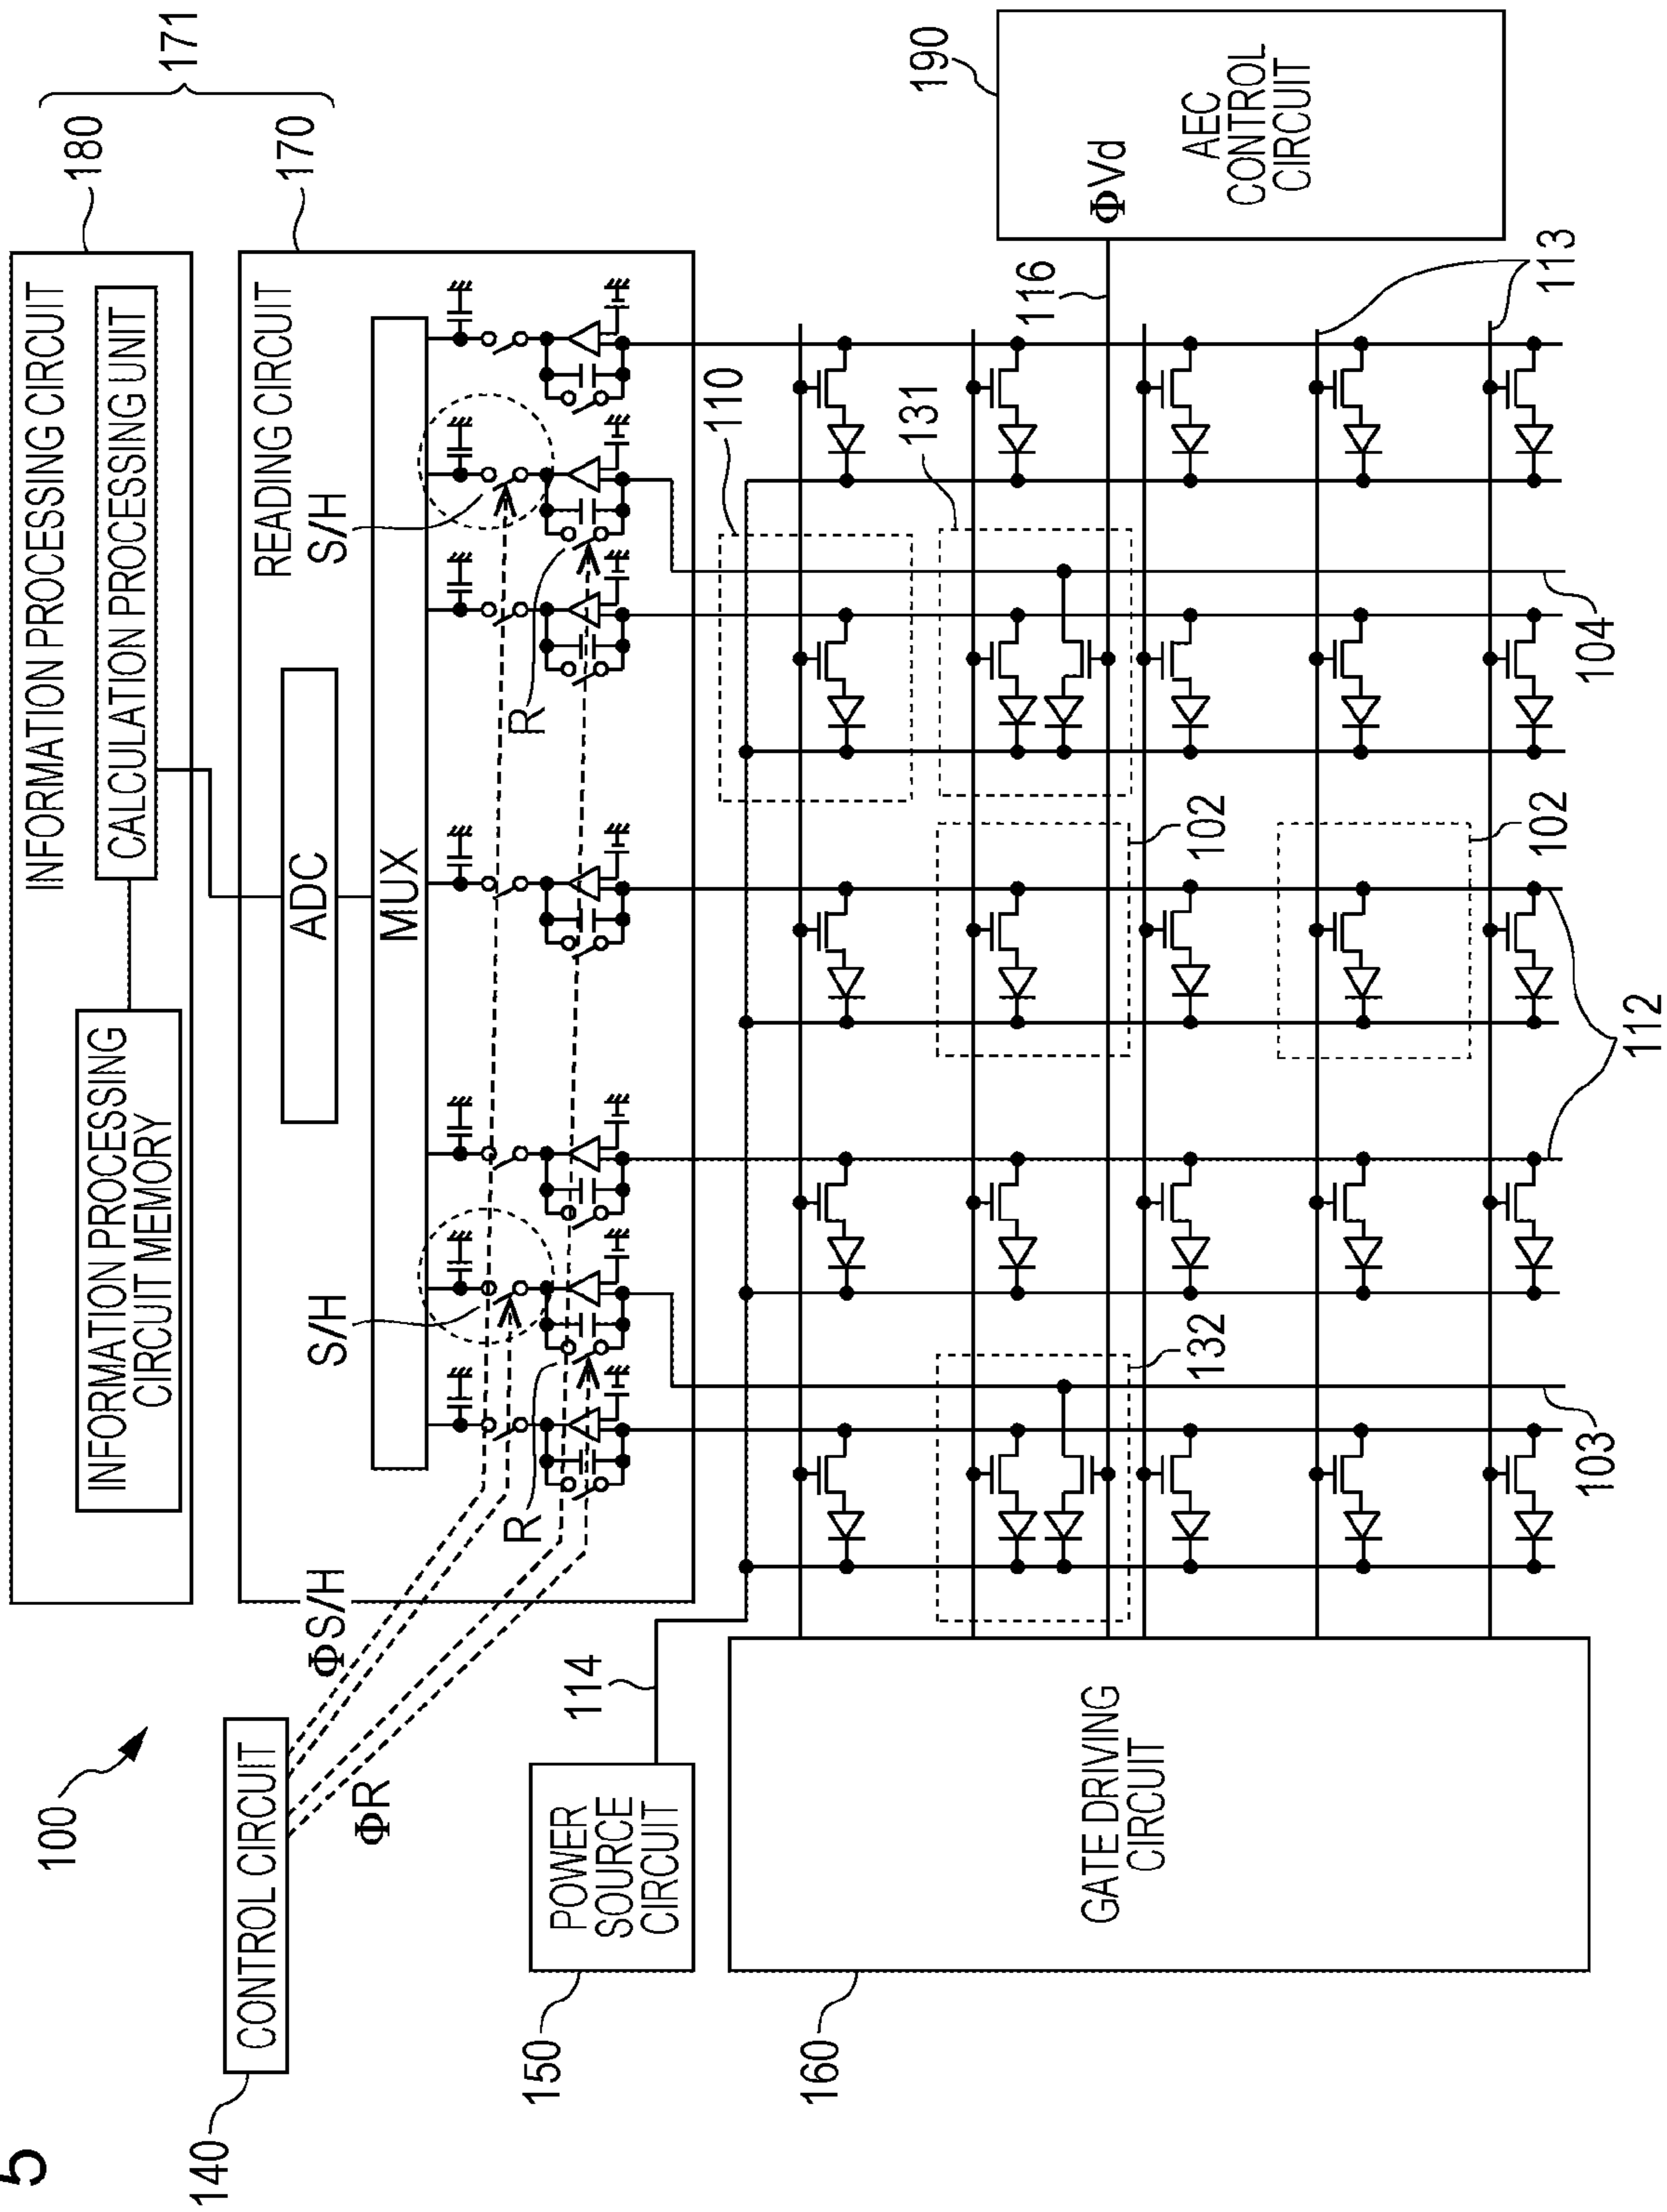 5
100
171
180
INFORMATION PROCESSING CIRCUIT
CALCULATION PROCESSING UNIT
INFORMATION PROCESSING
CIRCUIT MEMORY
170
READING CIRCUIT
ADC
MUX
S/H
S/H
R
R
140
CONTROL CIRCUIT
ΦS/H
ΦR
150
POWER
SOURCE
CIRCUIT
114
160
GATE DRIVING
CIRCUIT
110
131
102
102
132
116
ΦVd
190
AEC
CONTROL
CIRCUIT
113
103
112
104